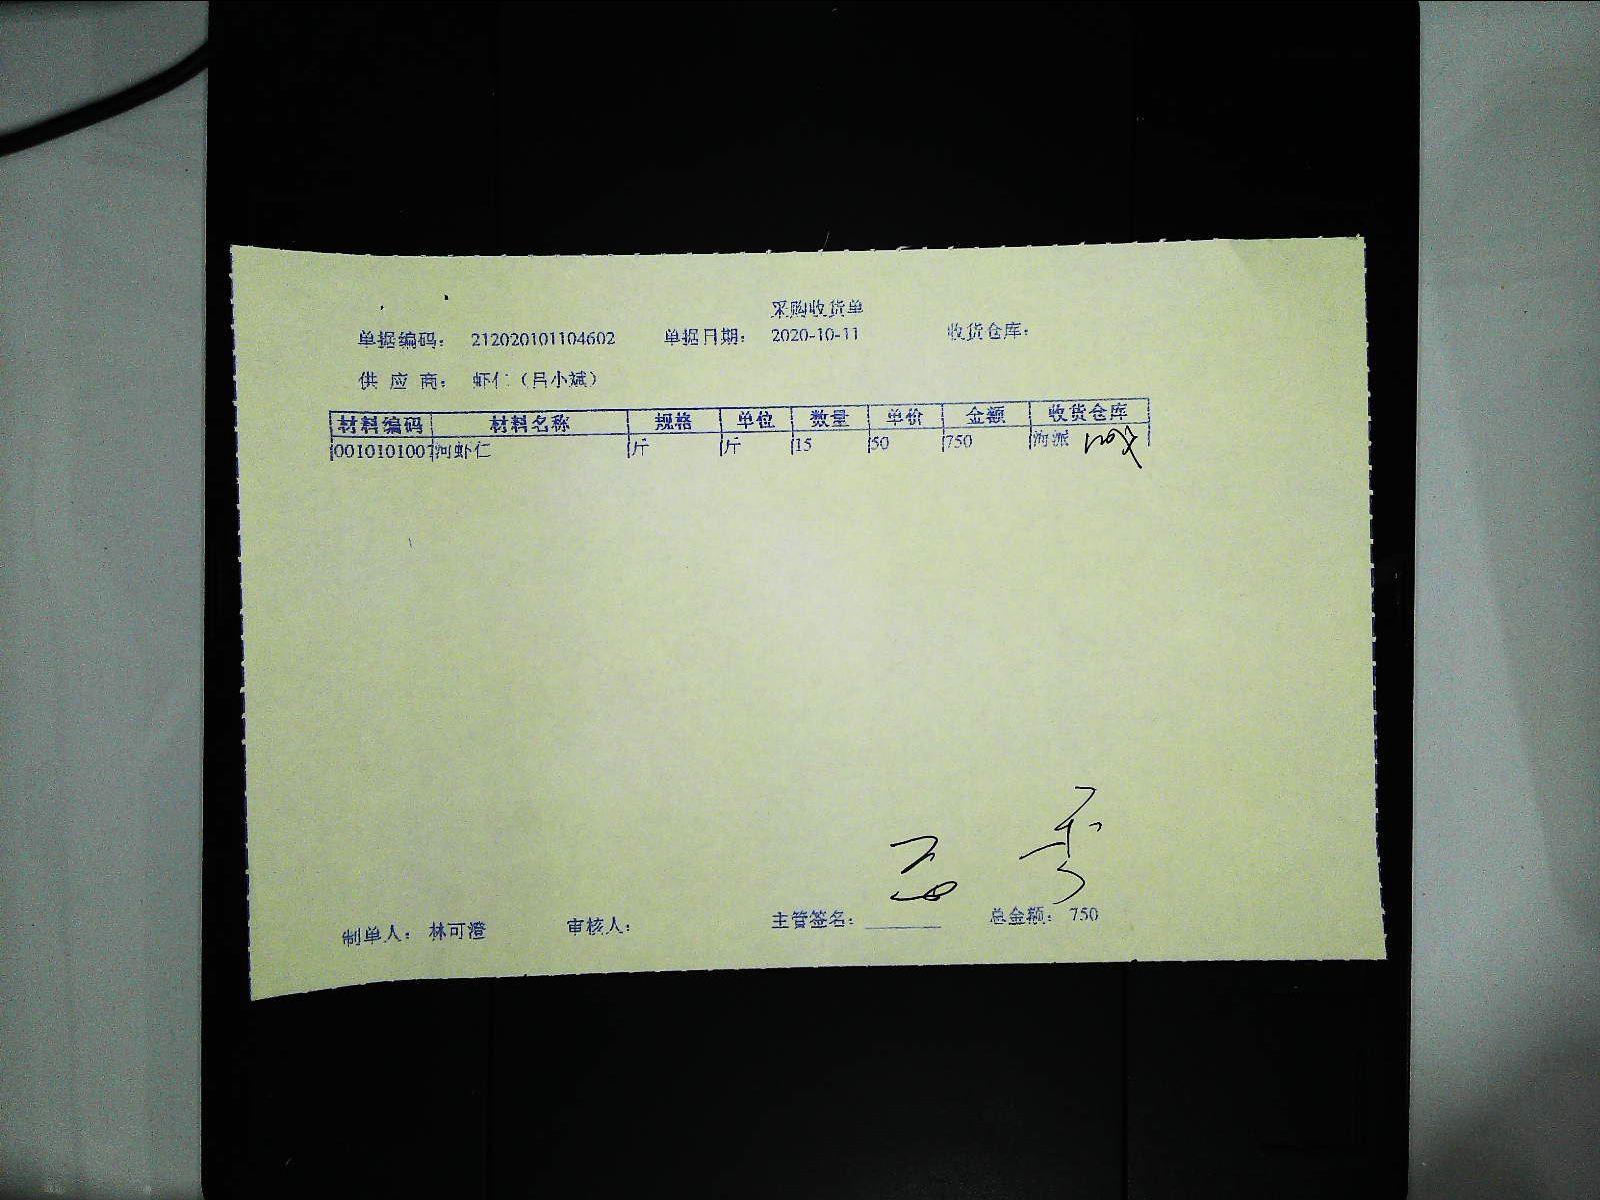 采购收货单
单据编码： 212020101104602 单据日期： 2020-10-11 收货仓库：
供 应 商： 虾仁（吕小斌）
材料编码 材料名称 规格 单位 数量 单价 金额 收货仓库
0010101007 河虾仁 斤 斤 15 50 750 海派
制单人： 林可澄 审核人： 主管签名： 总金额： 750